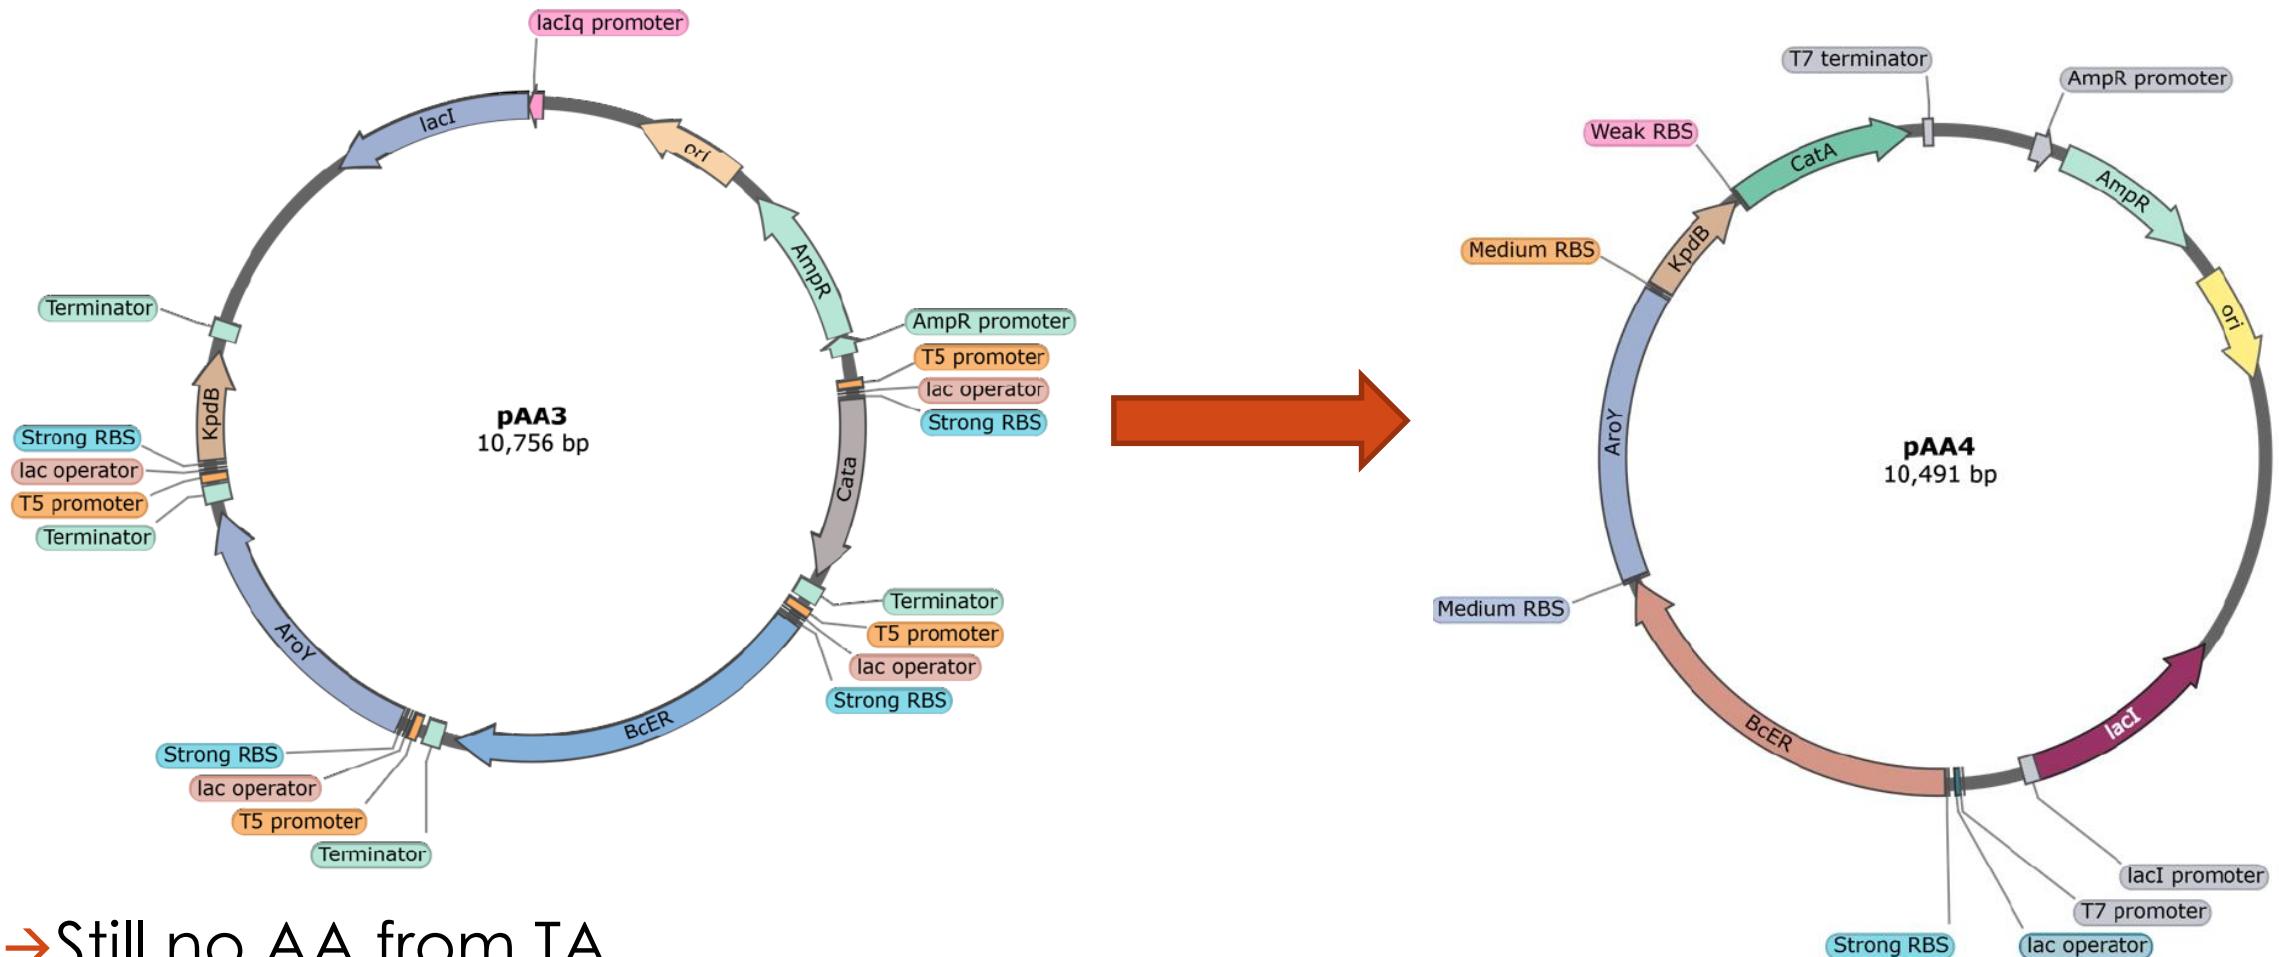 lacIq promoter
lacI
ori
AmpR
AmpR promoter
T5 promoter
lac operator
Strong RBS
Cata
Terminator
T5 promoter
lac operator
Strong RBS
BcER
Terminator
T5 promoter
lac operator
Strong RBS
AroY
Terminator
T5 promoter
lac operator
Strong RBS
KpdB
Terminator
pAA3
10,756 bp
T7 terminator
AmpR promoter
AmpR
ori
lacI
lacI promoter
T7 promoter
lac operator
Strong RBS
BcER
Medium RBS
AroY
Medium RBS
KpdB
Weak RBS
CatA
pAA4
10,491 bp
→Still no AA from TA